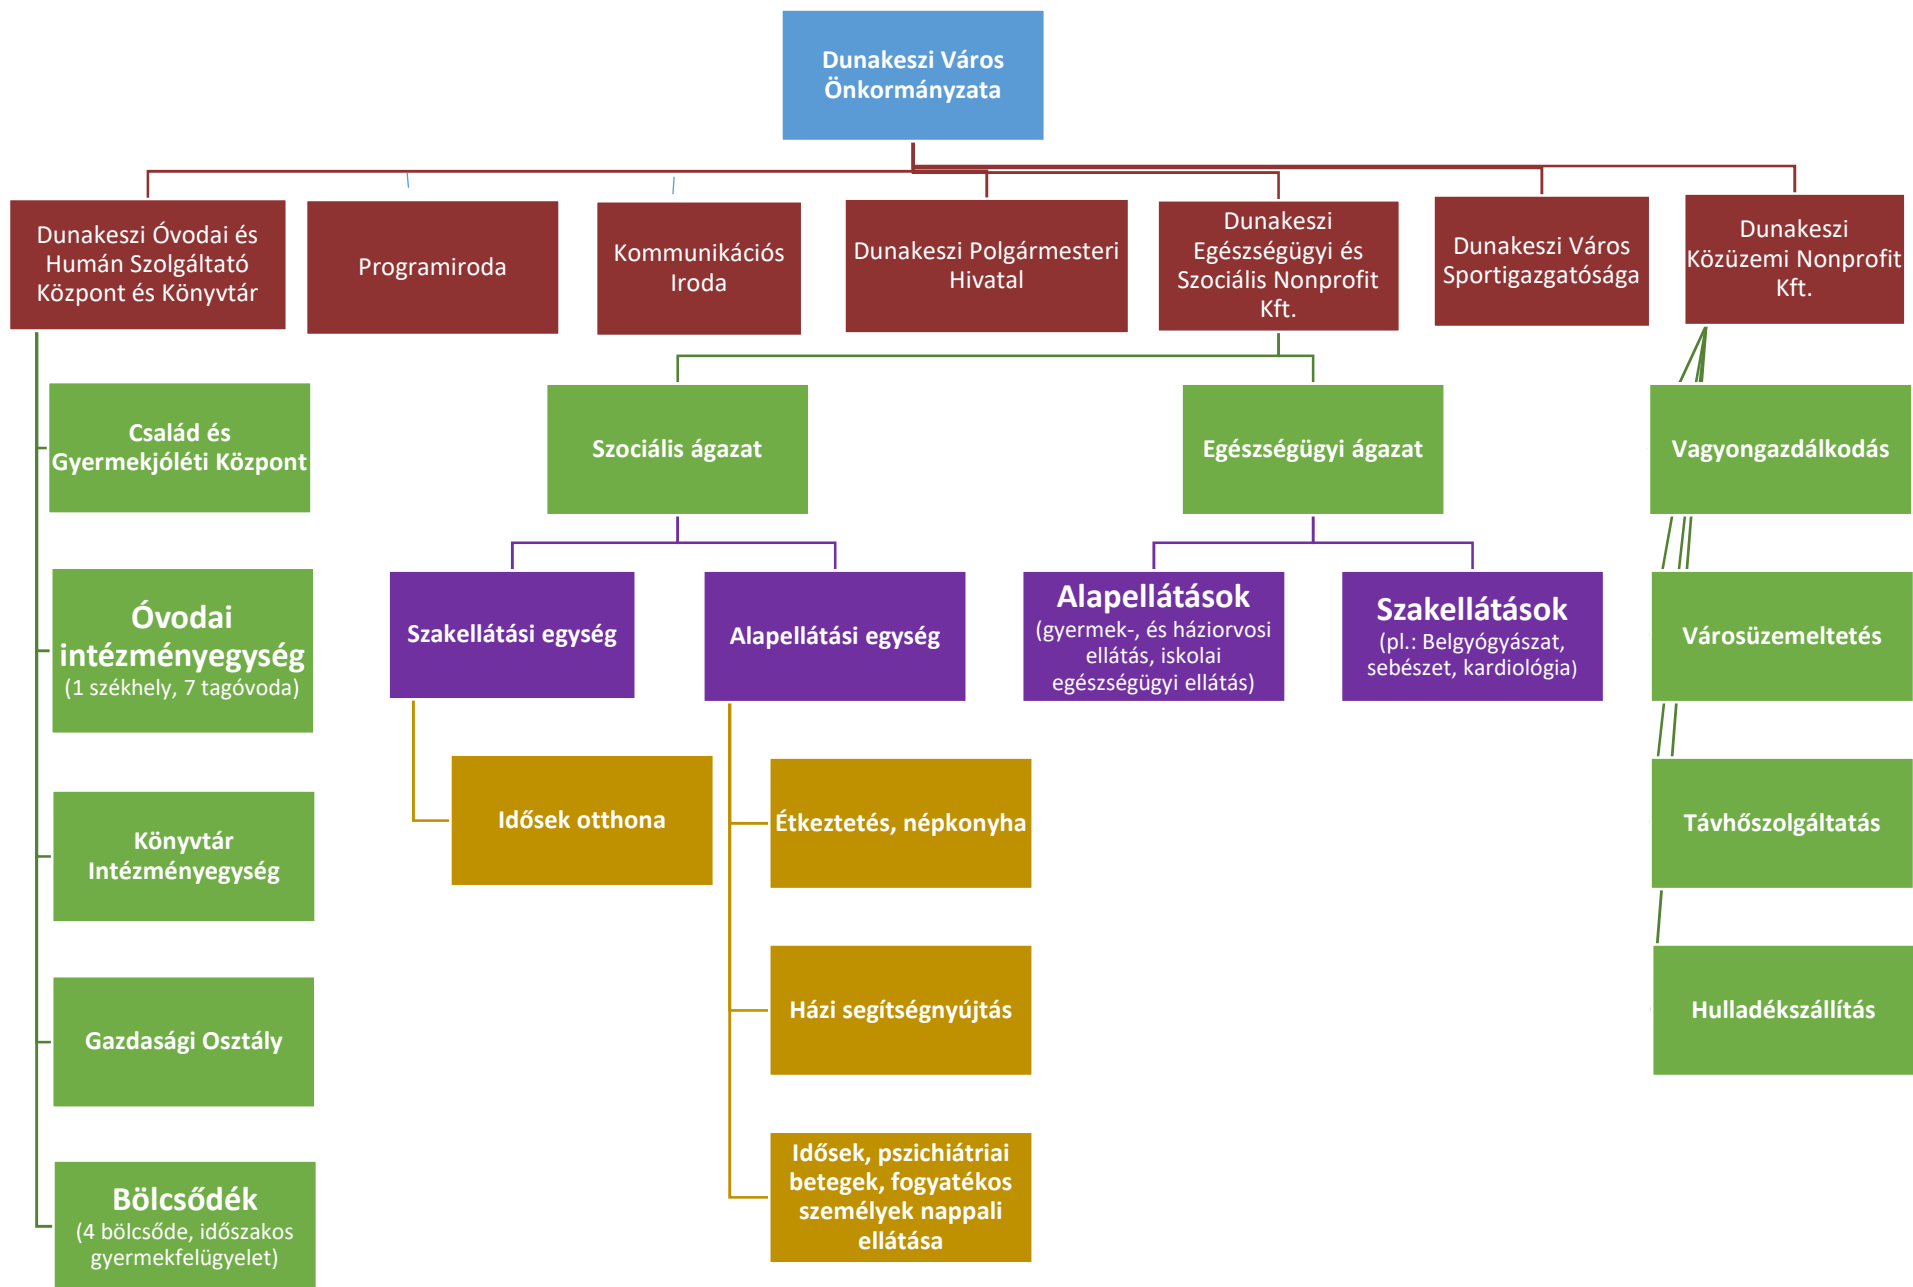 Dunakeszi Város
Önkormányzata
Dunakeszi Óvodai és
Humán Szolgáltató
Központ és Könyvtár
Programiroda
Kommunikációs
Iroda
Dunakeszi Polgármesteri
Hivatal
Dunakeszi
Egészségügyi és
Szociális Nonprofit
Kft.
Dunakeszi Város
Sportigazgatósága
Dunakeszi
Közüzemi Nonprofit
Kft.
Család és
Gyermekjóléti Központ
Szociális ágazat
Egészségügyi ágazat
Vagyongazdálkodás
Óvodai
intézményegység
(1 székhely, 7 tagóvoda)
Szakellátási egység
Alapellátási egység
Alapellátások
(gyermek-, és háziorvosi
ellátás, iskolai
egészségügyi ellátás)
Szakellátások
(pl.: Belgyógyászat,
sebészet, kardiológia)
Városüzemeltetés
Könyvtár
Intézményegység
Idősek otthona
Étkeztetés, népkonyha
Távhőszolgáltatás
Gazdasági Osztály
Házi segítségnyújtás
Hulladékszállítás
Bölcsődék
(4 bölcsőde, időszakos
gyermekfelügyelet)
Idősek, pszichiátriai
betegek, fogyatékos
személyek nappali
ellátása